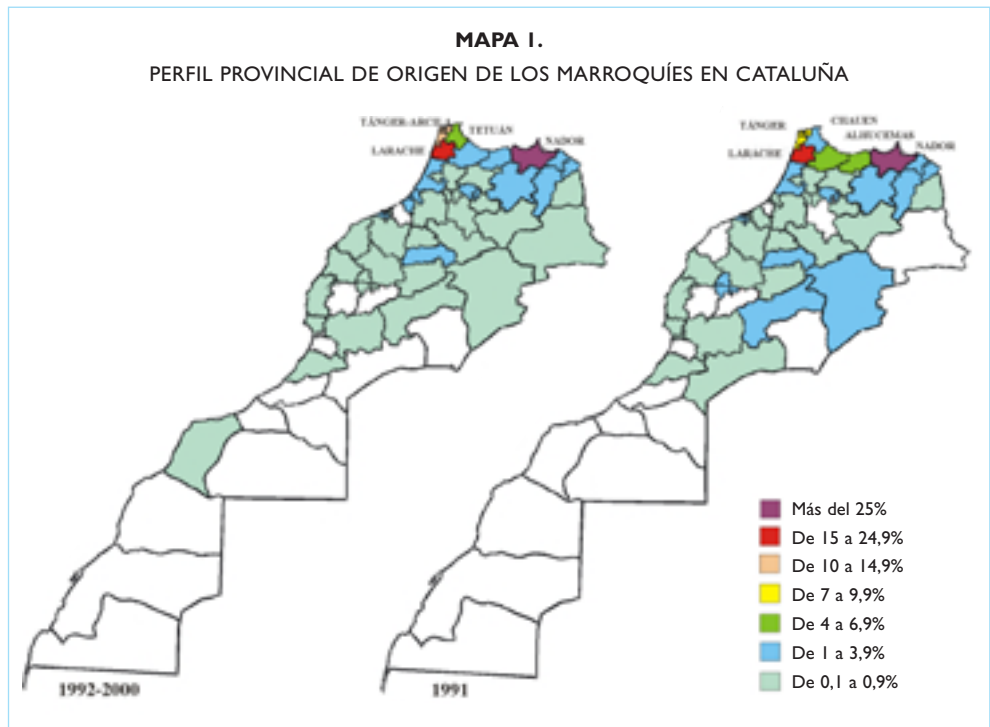 MAPA 1.
PERFIL PROVINCIAL DE ORIGEN DE LOS MARROQUÍES EN CATALUÑA
TÁNGER-ARCILA
TETUÁN
NADOR
LARACHE
CHAUEN
TÁNGER
ALHUCEMAS
NADOR
LARACHE
Más del 25%
De 15 a 24,9%
De 10 a 14,9%
De 7 a 9,9%
De 4 a 6,9%
De 1 a 3,9%
De 0,1 a 0,9%
1992-2000
1991